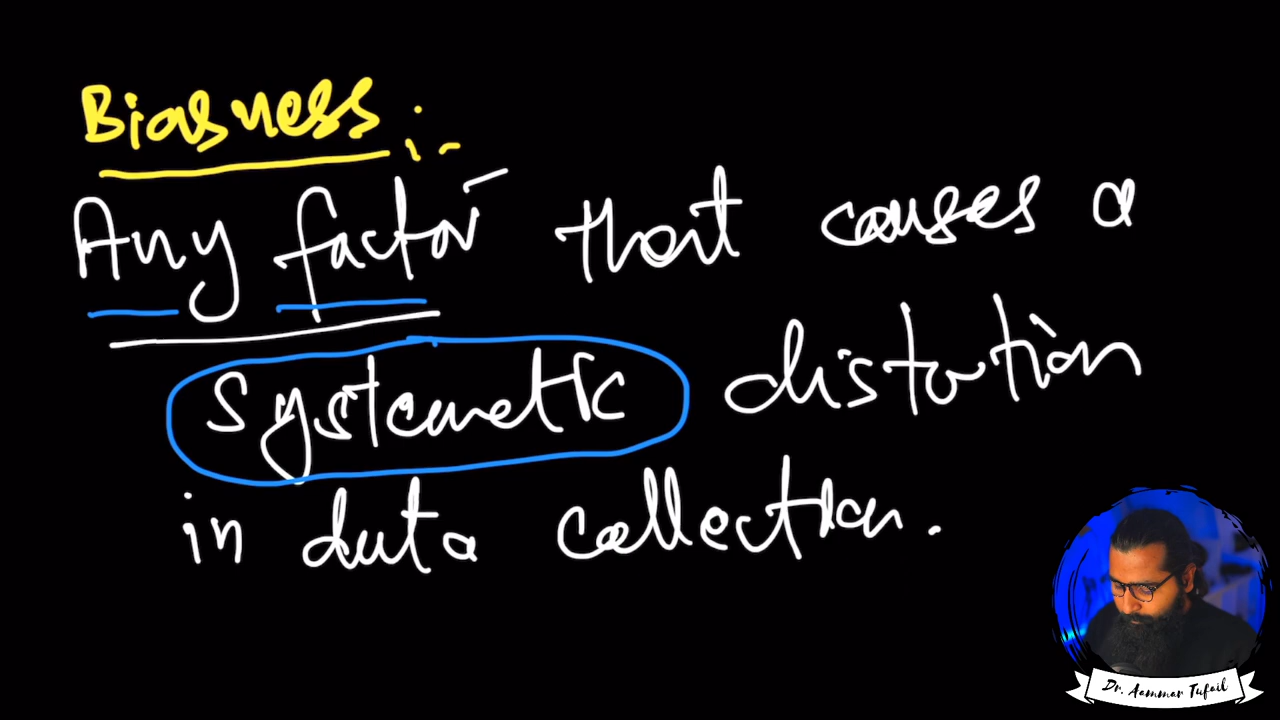 Biasness :-
Any factor that causes a
systematic distortion
in data collection.
Dr. Aammar Tufail